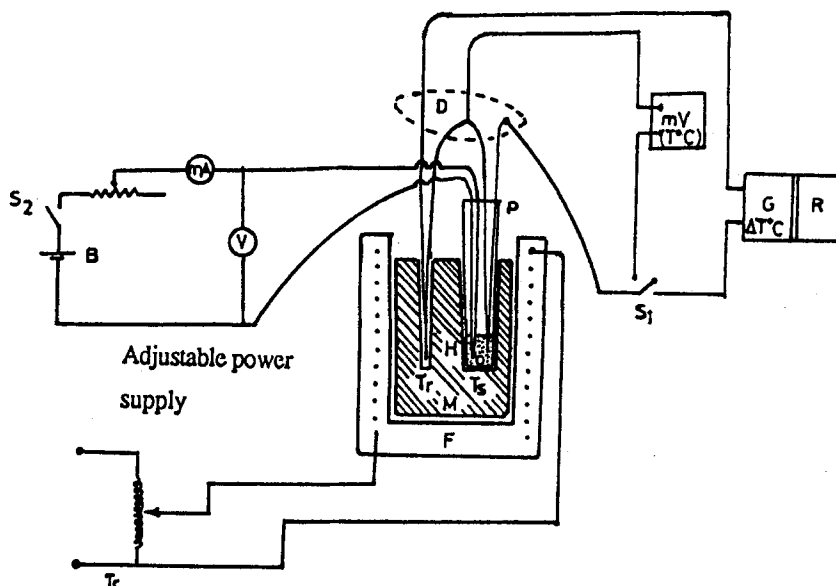 D
mA
mV
(T°C)
S₂
P
G
R
V
ΔT°C
B
S₁
H
Adjustable power
supply
Tr
Ts
M
F
Tr